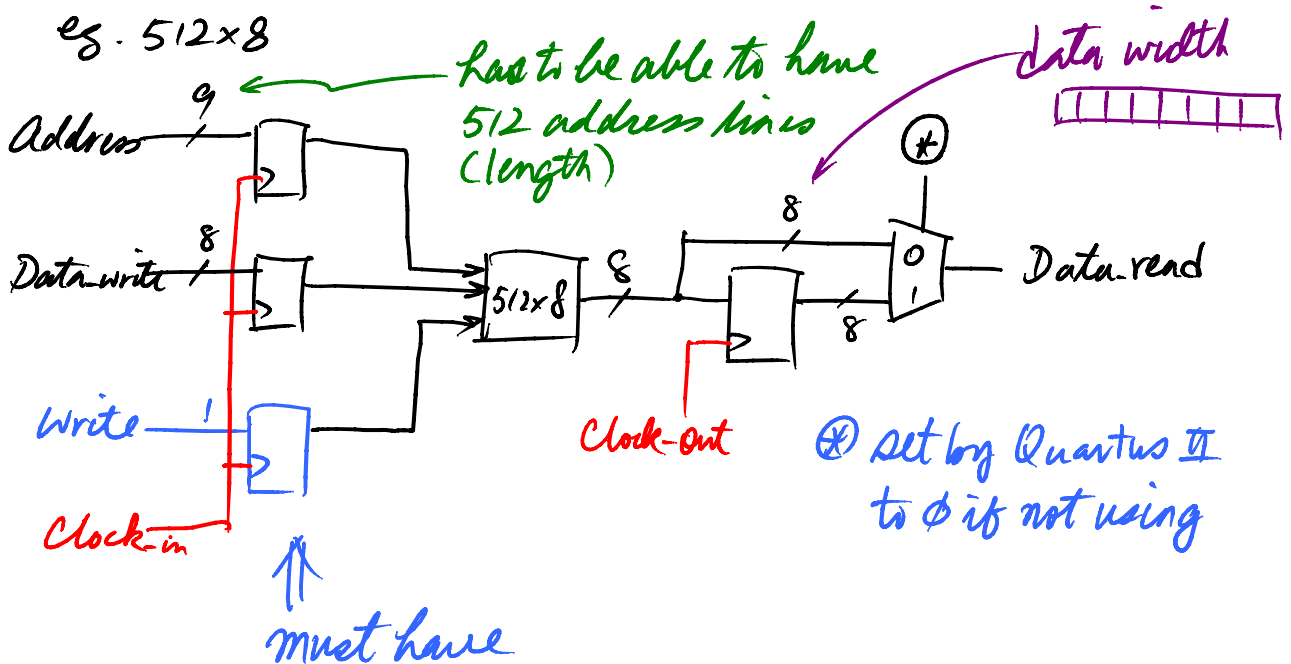 eg. 512x8
has to be able to have
512 address lines
(length)
data width
9
Address
*
8
8
Data_write
8
0
1
Data_read
512x8
8
Write
1
Clock-out
* set by Quartus II
to ϕ if not using
Clock-in
must have